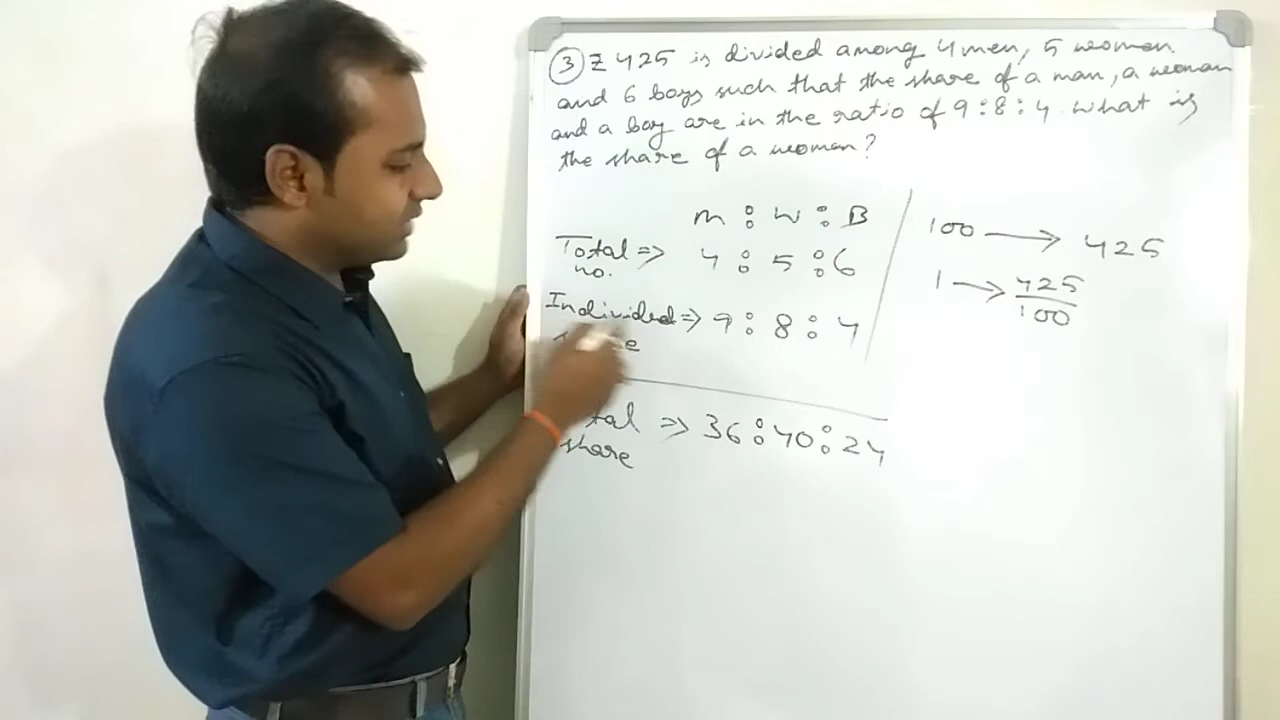 ③ ₹ 425 is divided among 4 men, 5 women
and 6 boys such that the share of a man, a woman
and a boy are in the ratio of 9:8:4. what is
the share of a woman?
m : W : B
Total no. => 4 : 5 : 6
Individual => 9 : 8 : 4
Total share => 36 : 40 : 24
100 → 425
1 → 425/100